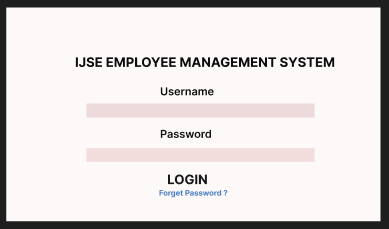 IJSE EMPLOYEE MANAGEMENT SYSTEM
Username
Password
LOGIN
Forget Password ?